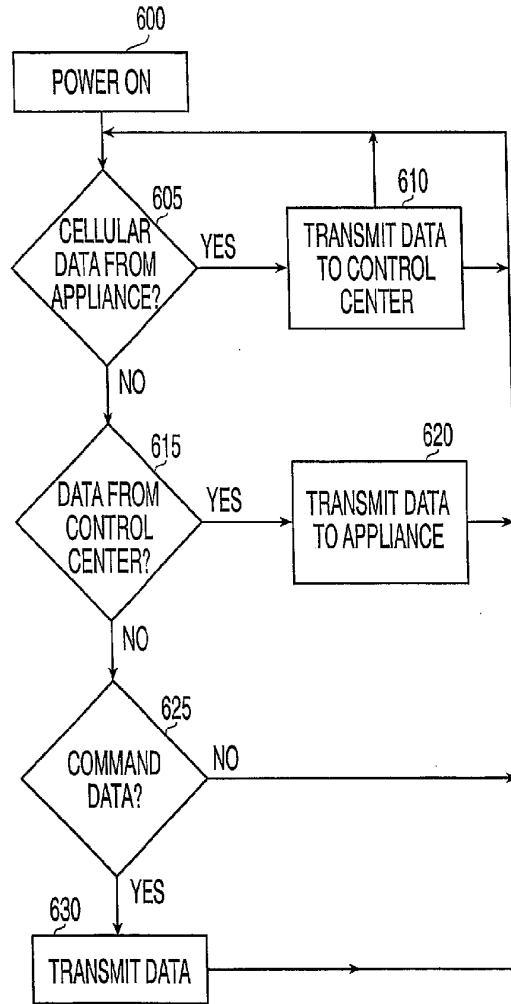 600
POWER ON
605
CELLULAR
DATA FROM
APPLIANCE?
YES
610
TRANSMIT DATA
TO CONTROL
CENTER
NO
615
DATA FROM
CONTROL
CENTER?
YES
620
TRANSMIT DATA
TO APPLIANCE
NO
625
COMMAND
DATA?
NO
YES
630
TRANSMIT DATA